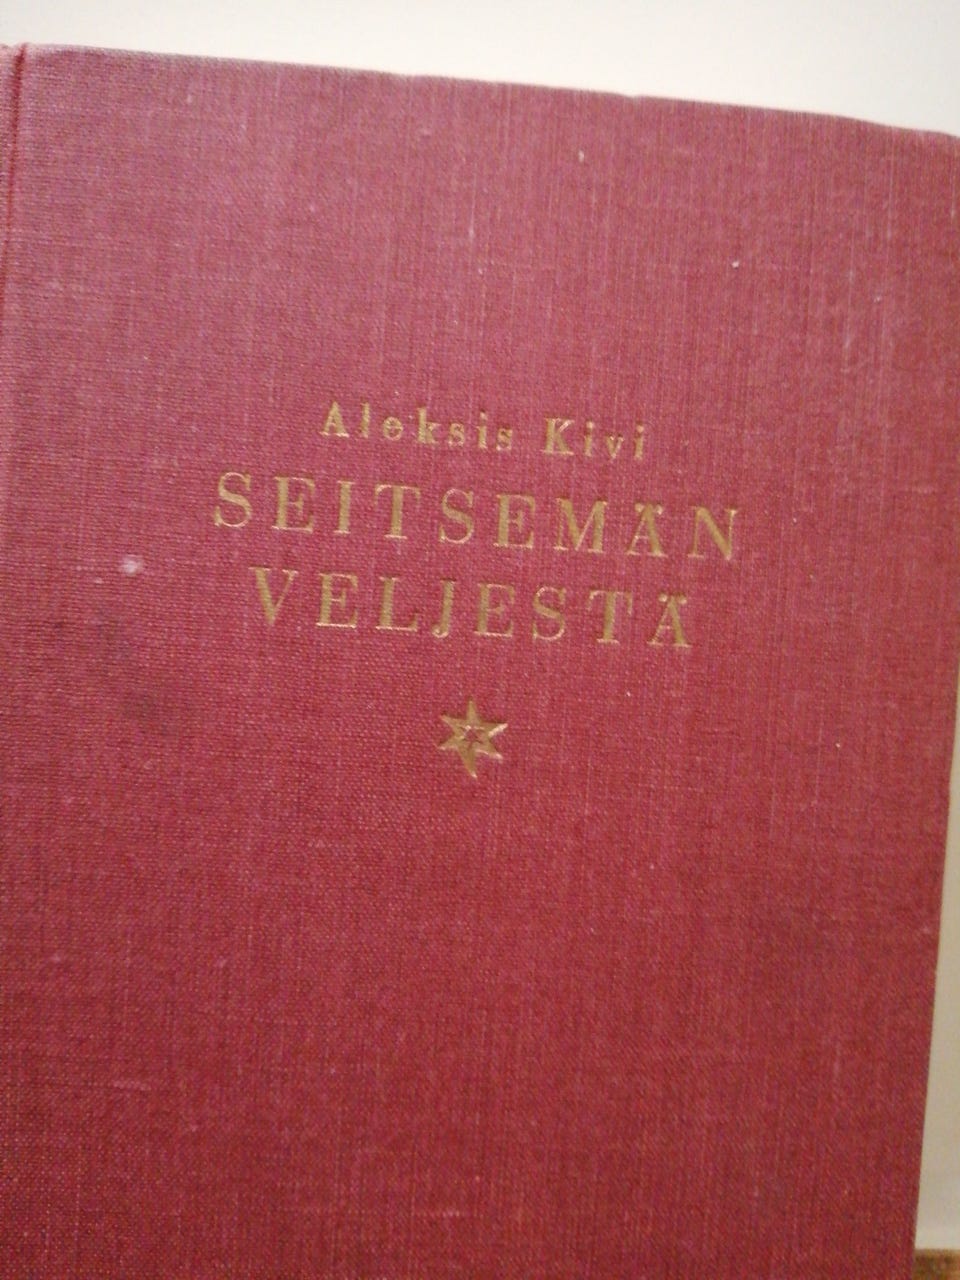 Aleksis Kivi
SEITSEMÄN
VELJESTÄ